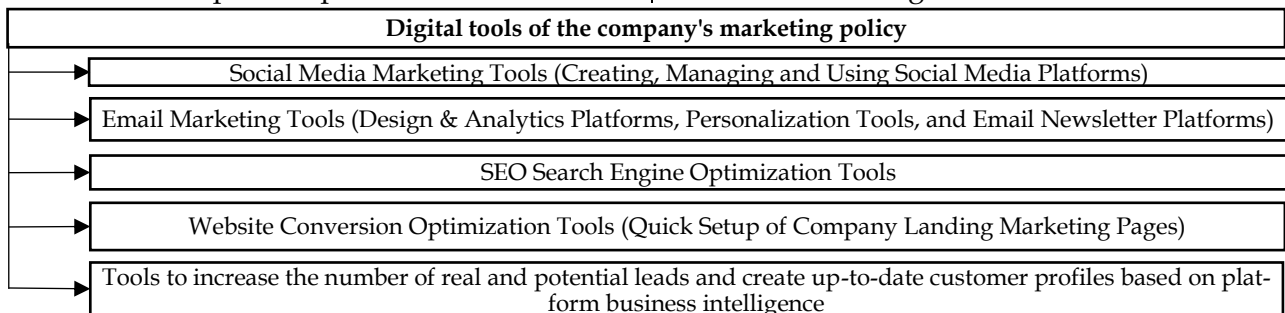 Digital tools of the company's marketing policy
Social Media Marketing Tools (Creating, Managing and Using Social Media Platforms)
Email Marketing Tools (Design & Analytics Platforms, Personalization Tools, and Email Newsletter Platforms)
SEO Search Engine Optimization Tools
Website Conversion Optimization Tools (Quick Setup of Company Landing Marketing Pages)
Tools to increase the number of real and potential leads and create up-to-date customer profiles based on plat-
form business intelligence